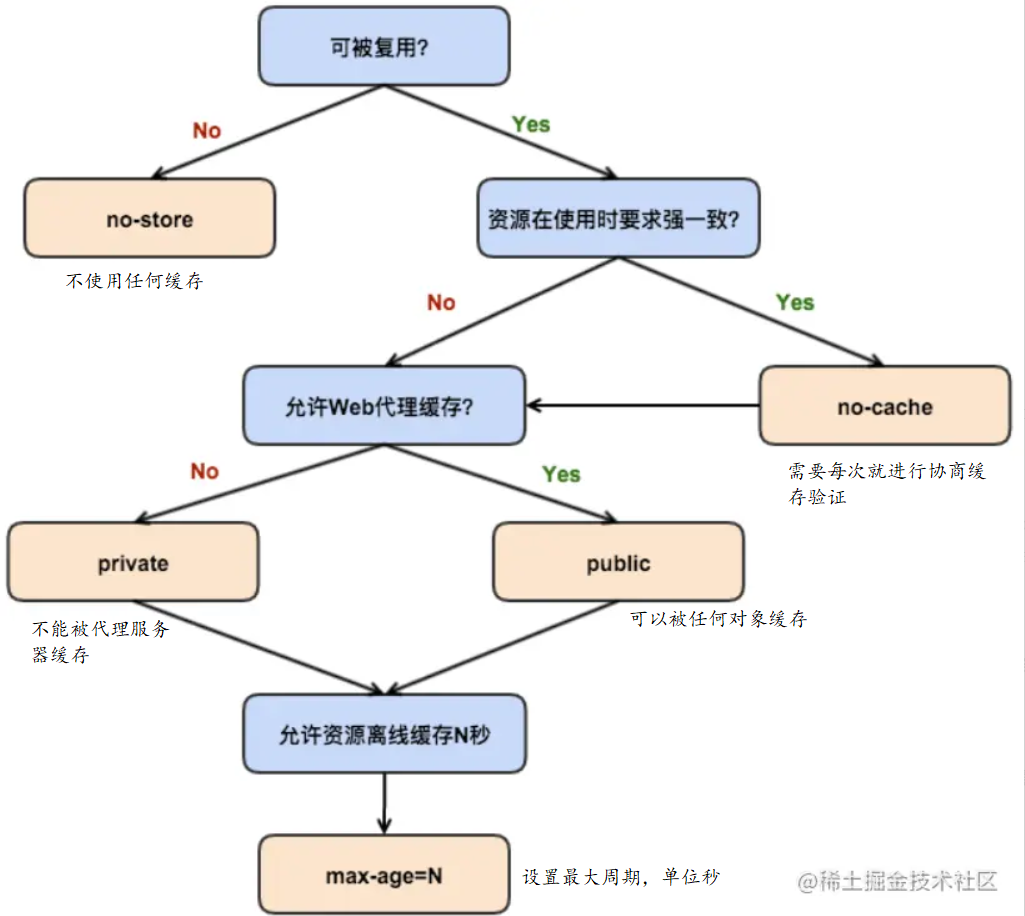 可被复用?
No
Yes
no-store
资源在使用时要求强一致?
不使用任何缓存
No
Yes
允许Web代理缓存?
no-cache
需要每次就进行协商缓
存验证
No
Yes
private
public
不能被代理服务
器缓存
可以被任何对象缓存
允许资源离线缓存N秒
max-age=N
设置最大周期，单位秒
@稀土掘金技术社区